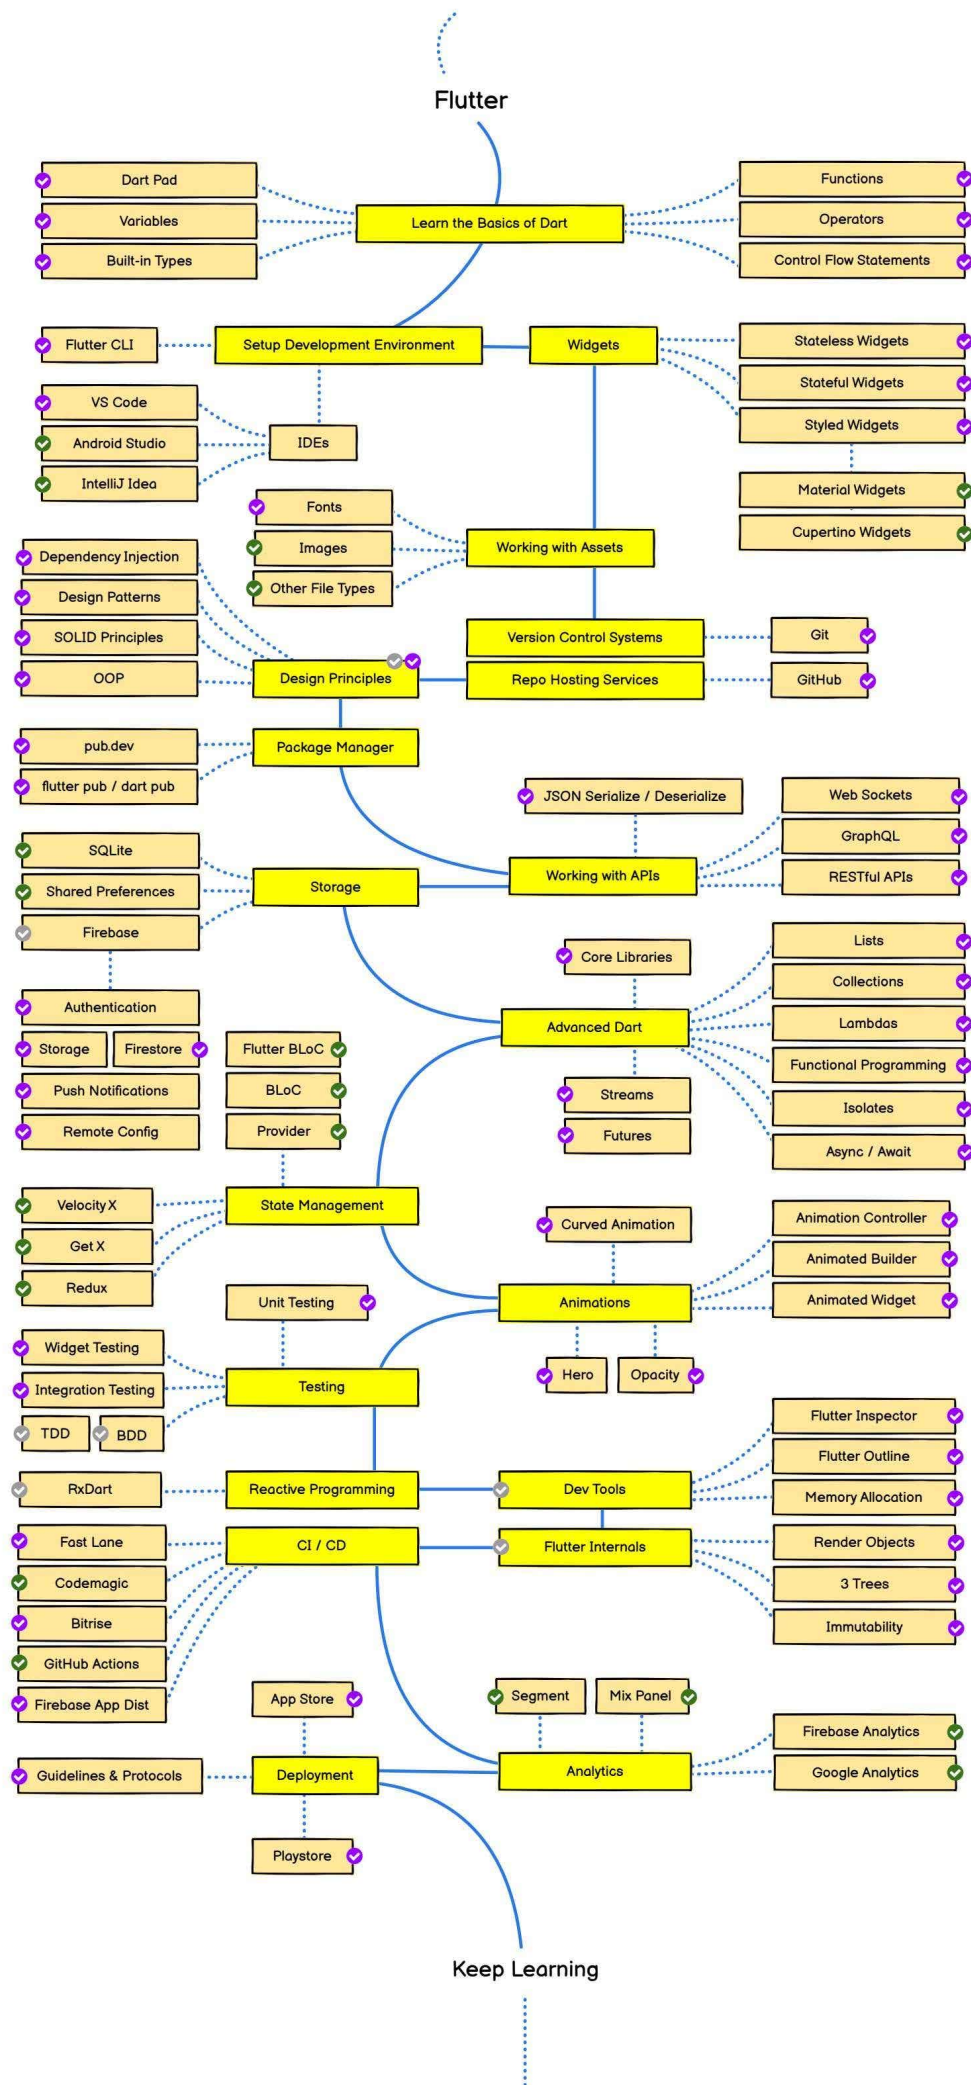 Flutter
Dart Pad
Variables
Built-in Types
Learn the Basics of Dart
Functions
Operators
Control Flow Statements
Flutter CLI
Setup Development Environment
Widgets
Stateless Widgets
Stateful Widgets
Styled Widgets
Material Widgets
Cupertino Widgets
VS Code
Android Studio
IntelliJ Idea
IDEs
Fonts
Images
Other File Types
Working with Assets
Version Control Systems
Git
Repo Hosting Services
GitHub
Dependency Injection
Design Patterns
SOLID Principles
OOP
Design Principles
Package Manager
pub.dev
flutter pub / dart pub
JSON Serialize / Deserialize
Web Sockets
GraphQL
RESTful APIs
Working with APIs
SQLite
Shared Preferences
Firebase
Storage
Authentication
Storage
Firestore
Push Notifications
Remote Config
Core Libraries
Advanced Dart
Streams
Futures
Lists
Collections
Lambdas
Functional Programming
Isolates
Async / Await
Flutter BLoC
BLoC
Provider
State Management
Velocity X
Get X
Redux
Curved Animation
Animation Controller
Animated Builder
Animated Widget
Animations
Hero
Opacity
Unit Testing
Widget Testing
Integration Testing
TDD
BDD
Testing
RxDart
Reactive Programming
Dev Tools
Flutter Inspector
Flutter Outline
Memory Allocation
Fast Lane
Codemagic
Bitrise
GitHub Actions
Firebase App Dist
CI / CD
Flutter Internals
Render Objects
3 Trees
Immutability
Segment
Mix Panel
Analytics
Firebase Analytics
Google Analytics
App Store
Guidelines & Protocols
Deployment
Playstore
Keep Learning